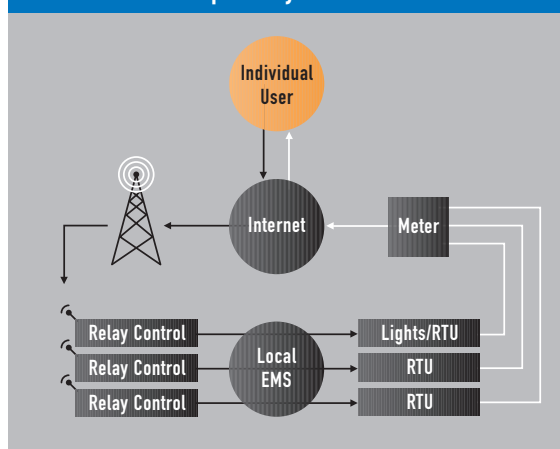 Individual
User
Internet
Meter
Relay Control
Lights/RTU
Local
EMS
Relay Control
RTU
Relay Control
RTU